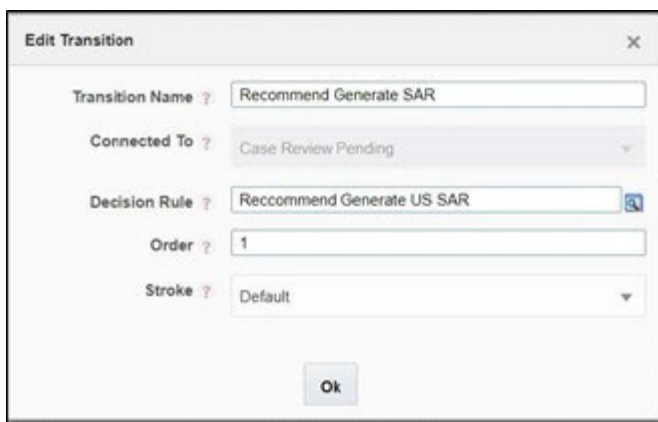 Edit Transition ×
Transition Name ? Recommend Generate SAR
Connected To ? Case Review Pending
Decision Rule ? Reccommend Generate US SAR
Order ? 1
Stroke ? Default
Ok